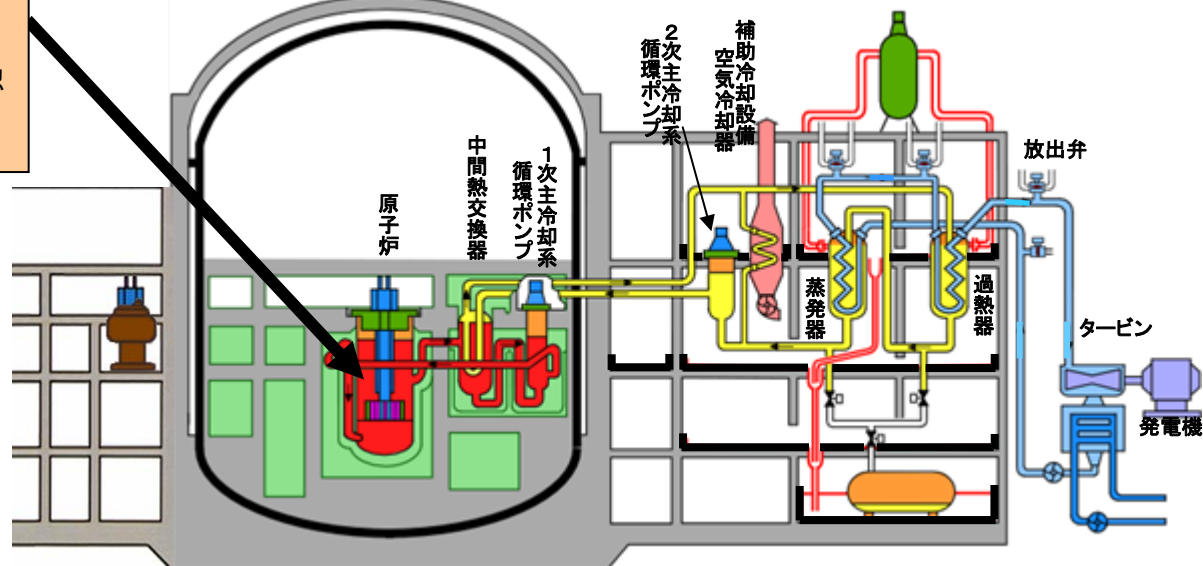 補助冷却設備
空気冷却器
2次主冷却系
循環ポンプ
1次主冷却系
循環ポンプ
中間熱交換器
原子炉
放出弁
蒸発器
過熱器
タービン
発電機